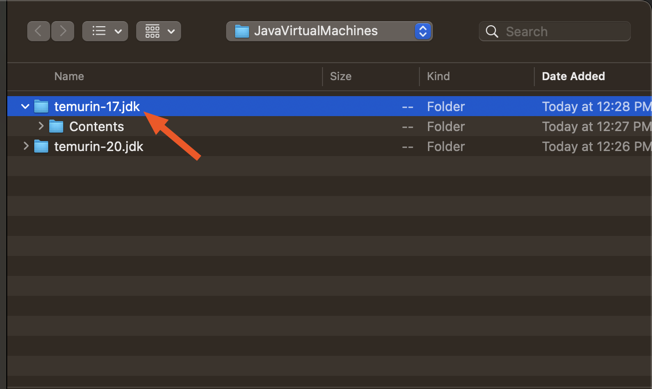 JavaVirtualMachines
Search
Name Size Kind Date Added
temurin-17.jdk -- Folder Today at 12:28 PM
Contents -- Folder Today at 12:27 PM
temurin-20.jdk -- Folder Today at 12:26 PM